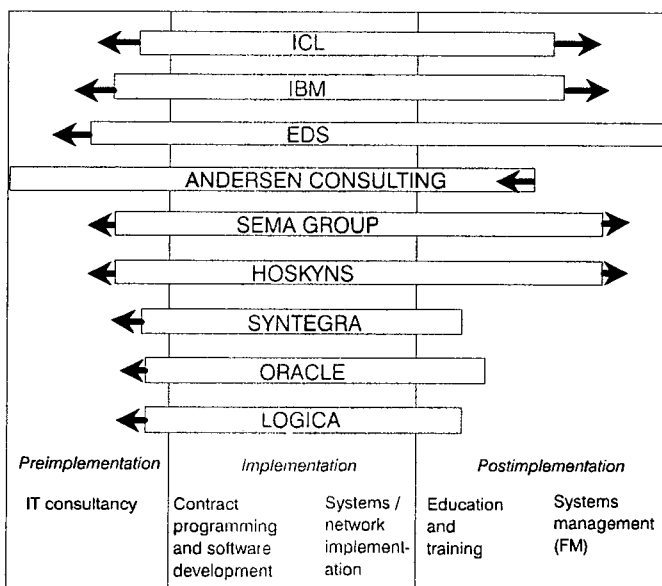 ICL
IBM
EDS
ANDERSEN CONSULTING
SEMA GROUP
HOSKYNS
SYNTEGRA
ORACLE
LOGICA
Preimplementation
Implementation
Postimplementation
IT consultancy
Contract
programming
and software
development
Systems /
network
implement-
ation
Education
and
training
Systems
management
(FM)